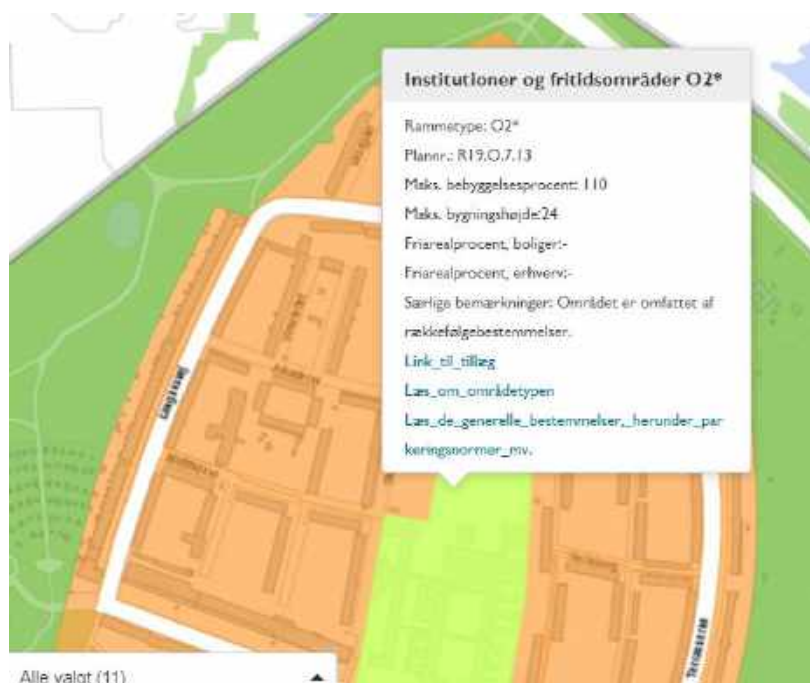 Institutioner og fritidsområder O2*
Rammetype: O2*
Plannr.: R19.O.7.13
Maks. bebyggelsesprocent: 110
Maks. bygningshøjde:24
Friarealprocent, boliger:-
Friarealprocent, erhverv:-
Særlige bemærkninger: Området er omfattet af
rækkefølgebestemmelser.
Link_til_tillæg
Læs_om_områdetypen
Læs_de_generelle_bestemmelser,_herunder_par
keringsnormer_mv.
Alle valgt (11)